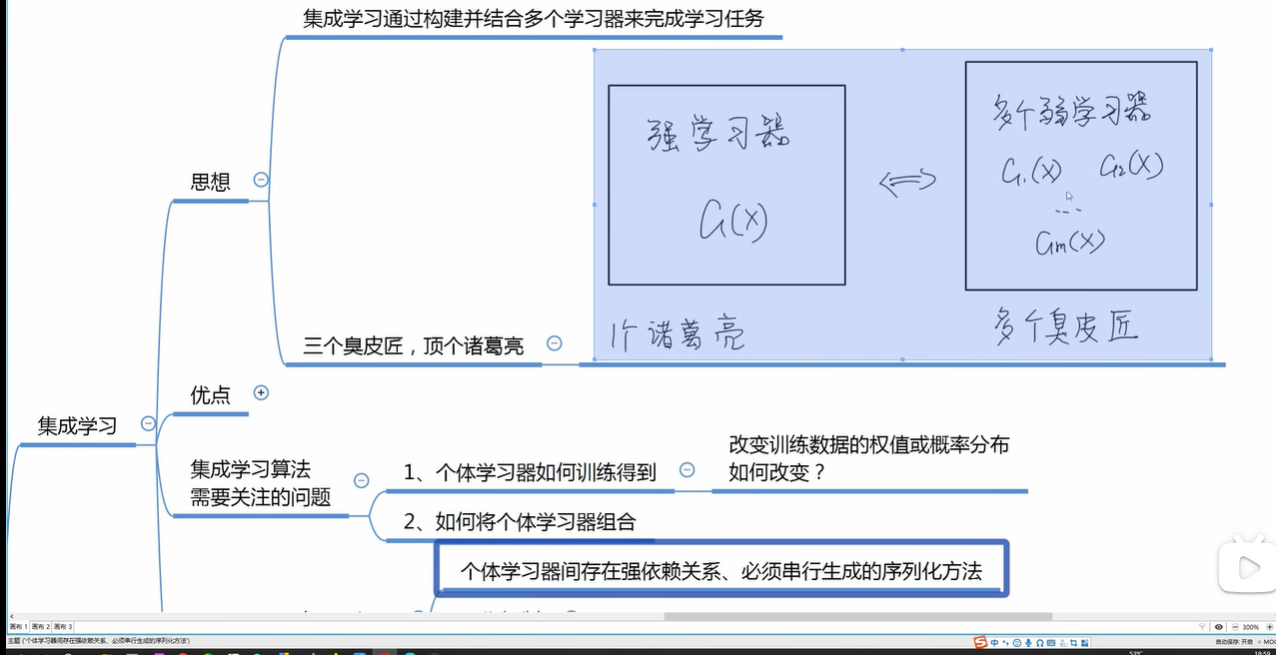 集成学习通过构建并结合多个学习器来完成学习任务
强学习器
G(x)
多个弱学习器
G₁(x) G₂(x)
...
Gm(x)
1个诸葛亮
多个臭皮匠
思想
三个臭皮匠，顶个诸葛亮
优点
集成学习
集成学习算法
需要关注的问题
1、个体学习器如何训练得到
改变训练数据的权值或概率分布
如何改变？
2、如何将个体学习器组合
个体学习器间存在强依赖关系、必须串行生成的序列化方法
画布 1 画布 2 画布 3
300%
主题 ('个体学习器间存在强依赖关系、必须串行生成的序列化方法')
中
自动保存: 开启
53℃
18:59